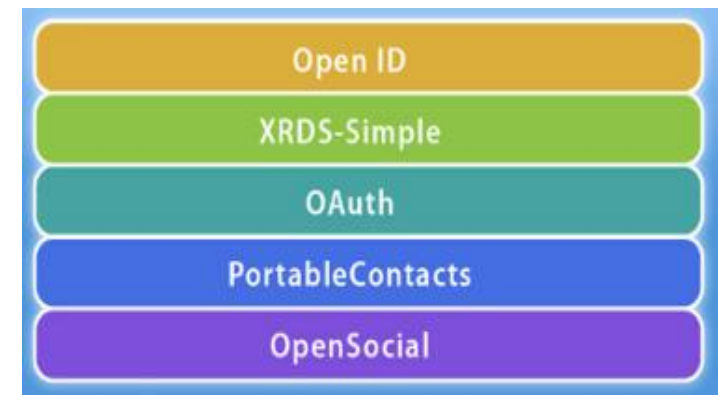 Open ID
XRDS-Simple
OAuth
PortableContacts
OpenSocial